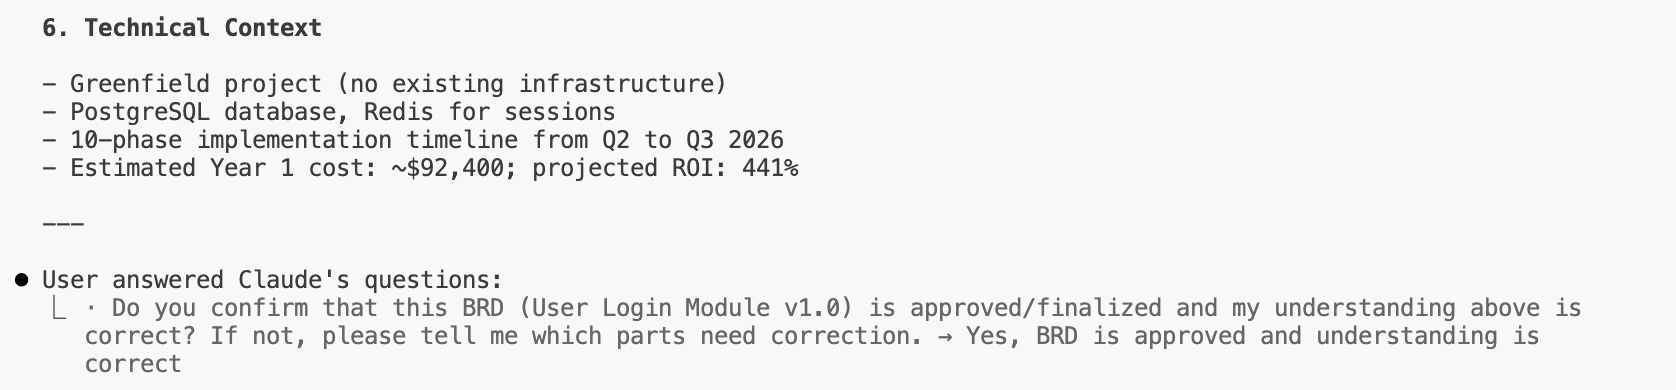 6. Technical Context
- Greenfield project (no existing infrastructure)
- PostgreSQL database, Redis for sessions
- 10-phase implementation timeline from Q2 to Q3 2026
- Estimated Year 1 cost: ~$92,400; projected ROI: 441%
---
● User answered Claude's questions:
⎿ · Do you confirm that this BRD (User Login Module v1.0) is approved/finalized and my understanding above is
correct? If not, please tell me which parts need correction. → Yes, BRD is approved and understanding is
correct